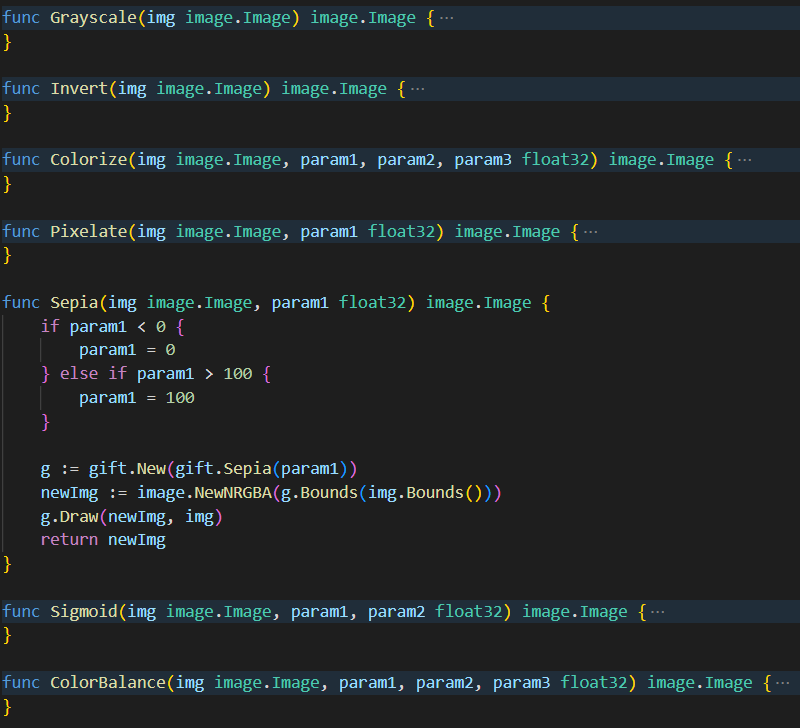 func Grayscale(img image.Image) image.Image { ···
}

func Invert(img image.Image) image.Image { ···
}

func Colorize(img image.Image, param1, param2, param3 float32) image.Image { ···
}

func Pixelate(img image.Image, param1 float32) image.Image { ···
}

func Sepia(img image.Image, param1 float32) image.Image {
    if param1 < 0 {
        param1 = 0
    } else if param1 > 100 {
        param1 = 100
    }

    g := gift.New(gift.Sepia(param1))
    newImg := image.NewNRGBA(g.Bounds(img.Bounds()))
    g.Draw(newImg, img)
    return newImg
}

func Sigmoid(img image.Image, param1, param2 float32) image.Image { ···
}

func ColorBalance(img image.Image, param1, param2, param3 float32) image.Image { ···
}